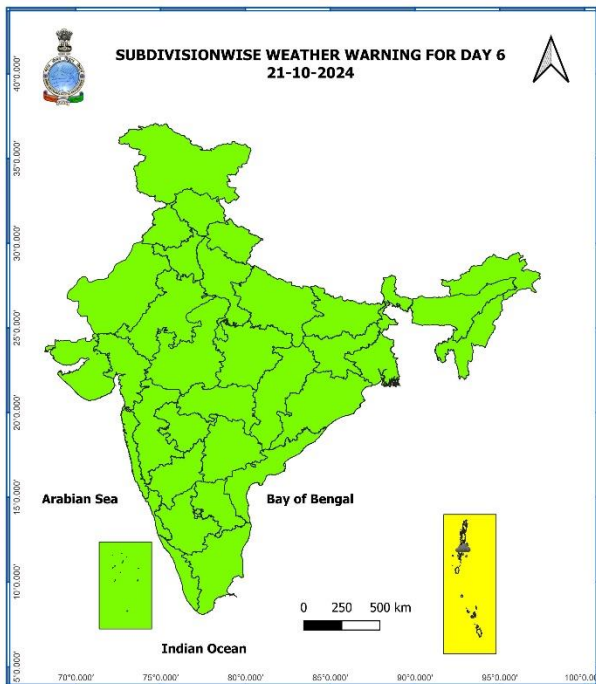 SUBDIVISIONWISE WEATHER WARNING FOR DAY 6
21-10-2024
40°0.000'
35°0.000'
30°0.000'
25°0.000'
20°0.000'
15°0.000'
10°0.000'
5°0.000'
Arabian Sea
Bay of Bengal
0 250 500 km
Indian Ocean
70°0.000' 75°0.000' 80°0.000' 85°0.000' 90°0.000' 95°0.000' 100°0.00